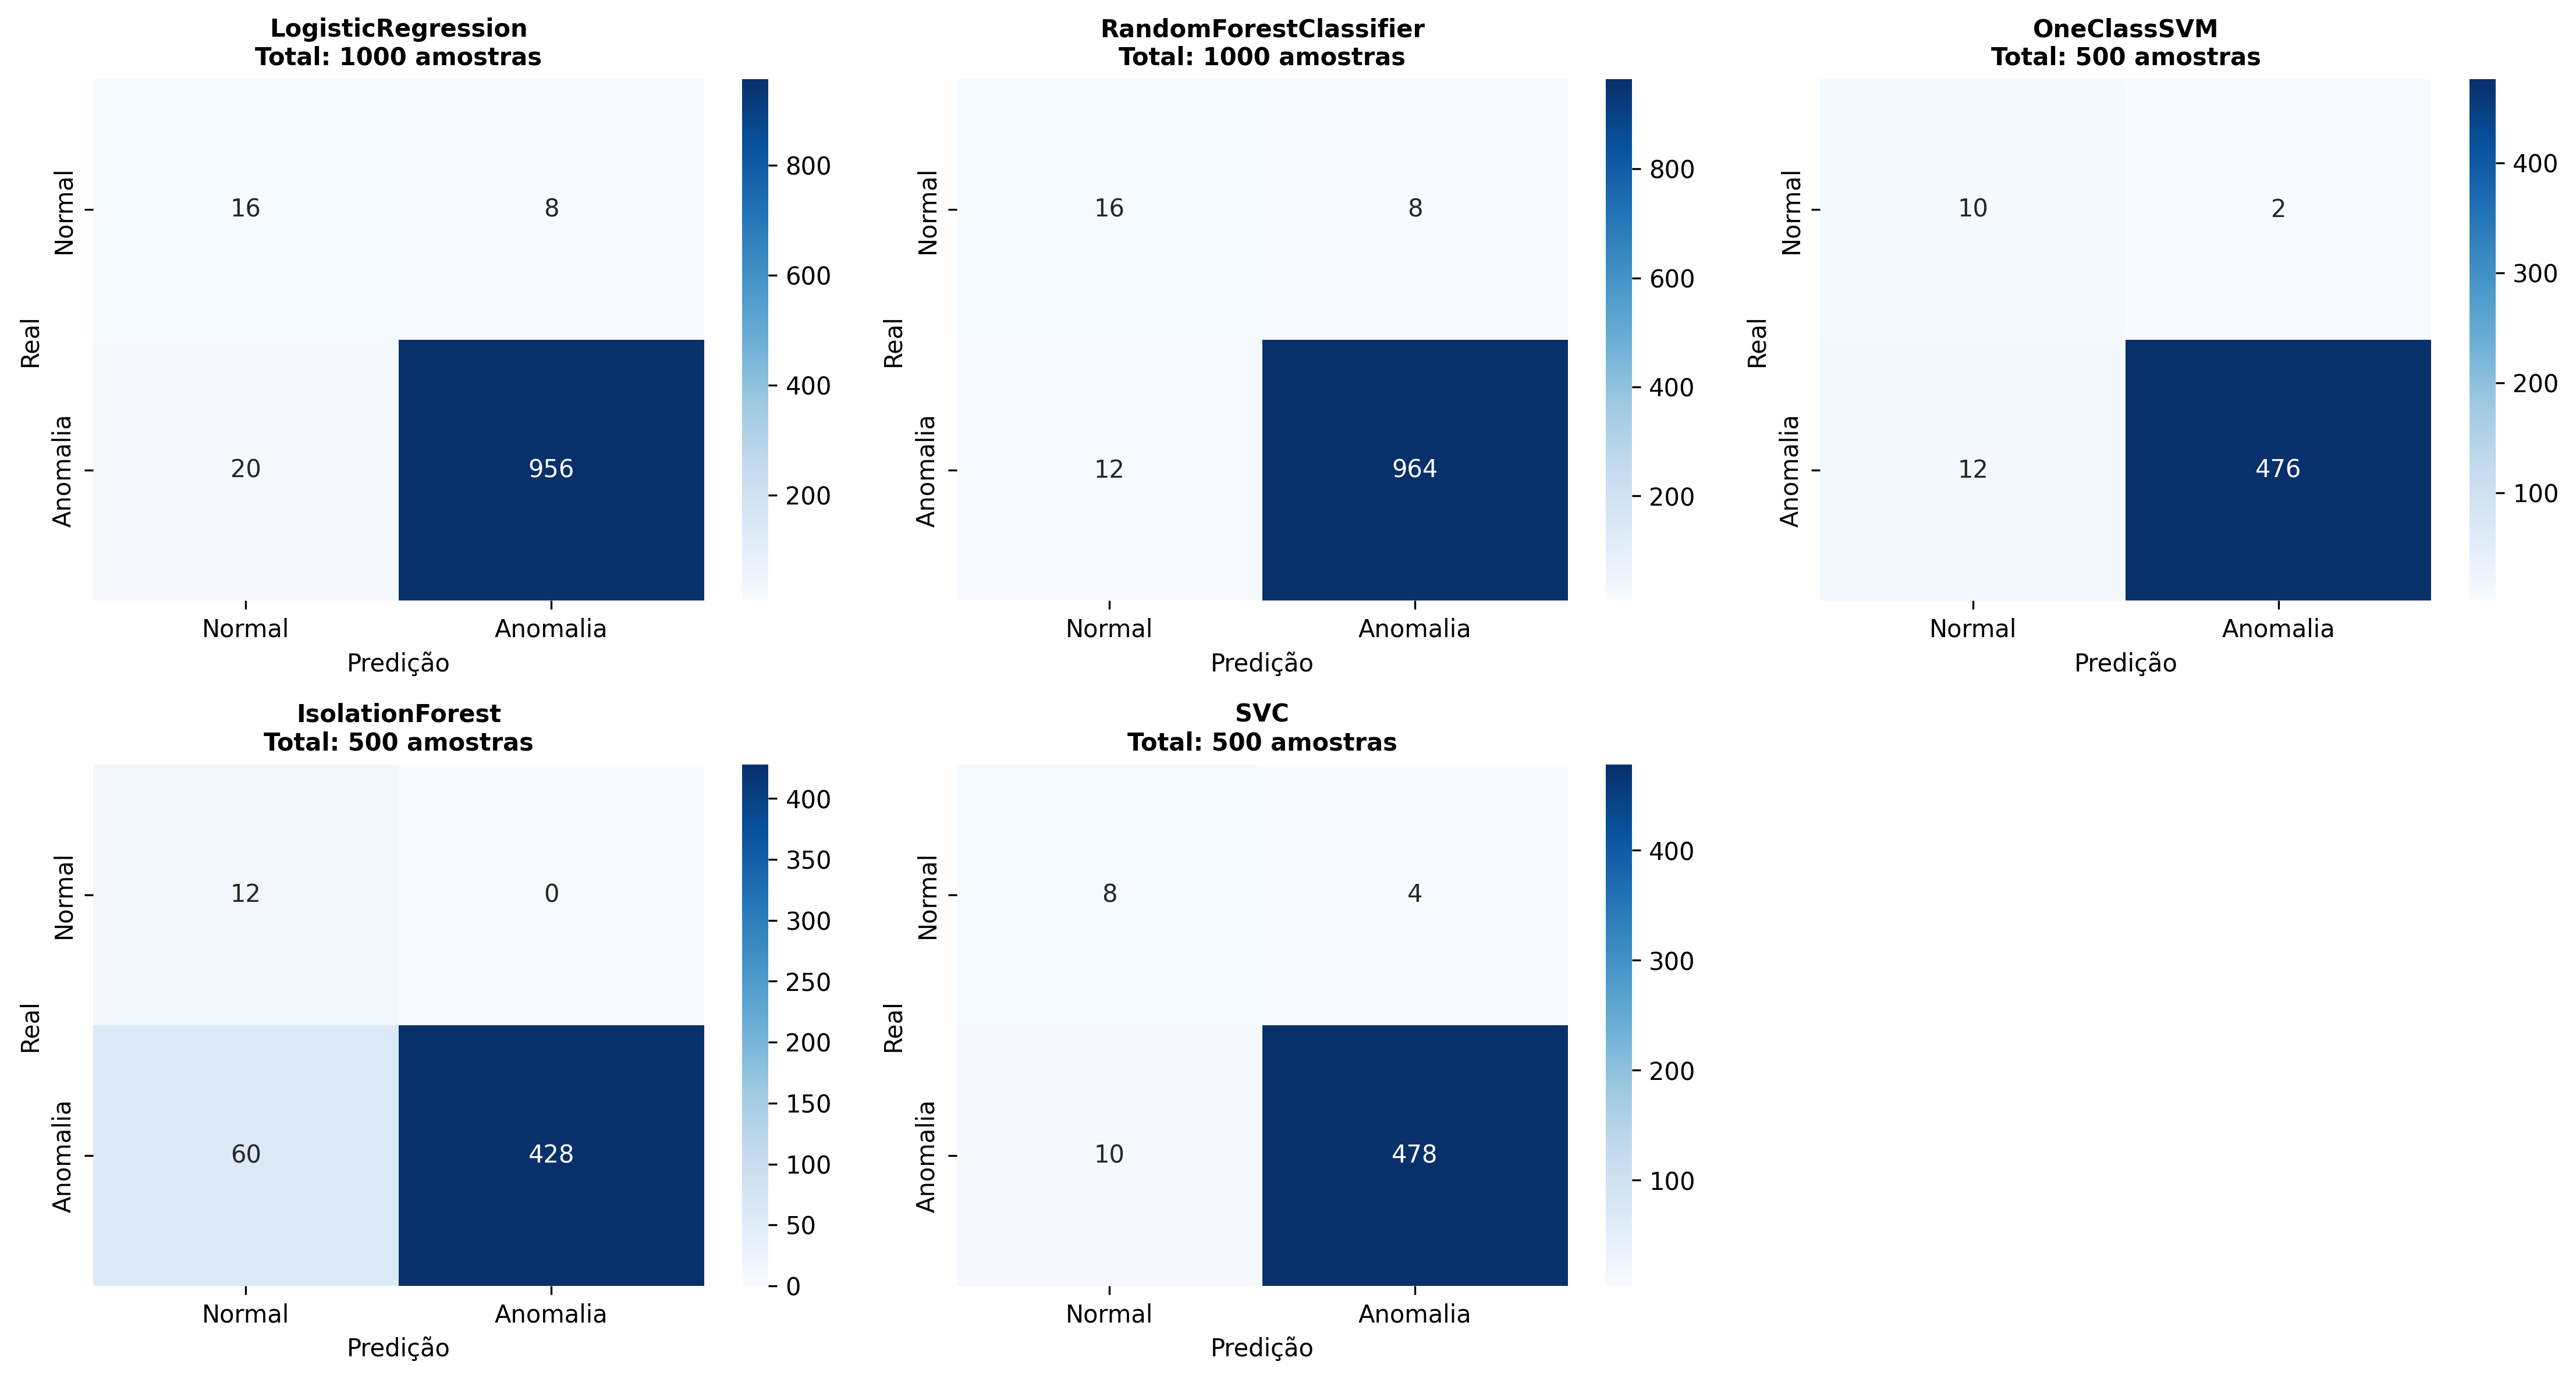 LogisticRegression
Total: 1000 amostras
Real
Normal
Anomalia
16
8
20
956
800
600
400
200
Normal
Anomalia
Predição
RandomForestClassifier
Total: 1000 amostras
Real
Normal
Anomalia
16
8
12
964
800
600
400
200
Normal
Anomalia
Predição
OneClassSVM
Total: 500 amostras
Real
Normal
Anomalia
10
2
12
476
400
300
200
100
Normal
Anomalia
Predição
IsolationForest
Total: 500 amostras
Real
Normal
Anomalia
12
0
60
428
400
350
300
250
200
150
100
50
0
Normal
Anomalia
Predição
SVC
Total: 500 amostras
Real
Normal
Anomalia
8
4
10
478
400
300
200
100
Normal
Anomalia
Predição